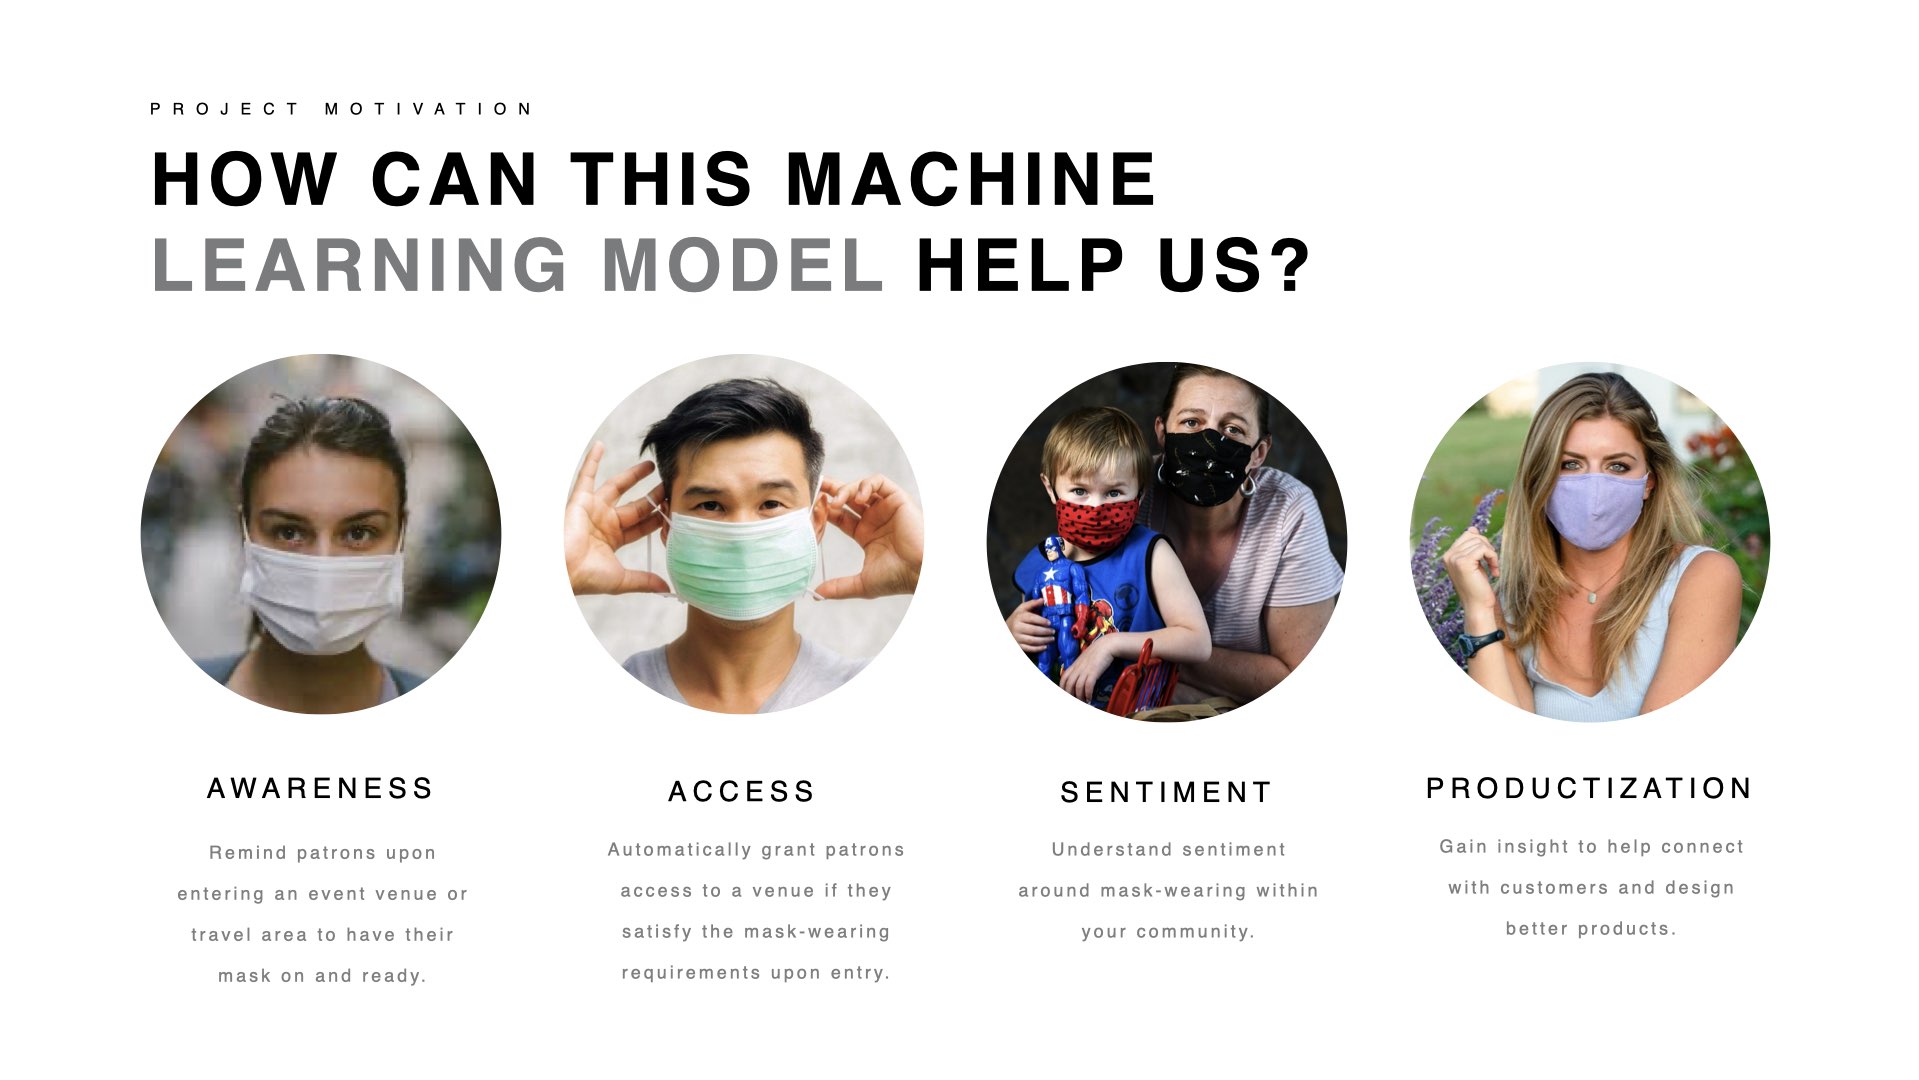 PROJECT MOTIVATION
HOW CAN THIS MACHINE
LEARNING MODEL HELP US?
AWARENESS
Remind patrons upon
entering an event venue or
travel area to have their
mask on and ready.
ACCESS
Automatically grant patrons
access to a venue if they
satisfy the mask-wearing
requirements upon entry.
SENTIMENT
Understand sentiment
around mask-wearing within
your community.
PRODUCTIZATION
Gain insight to help connect
with customers and design
better products.